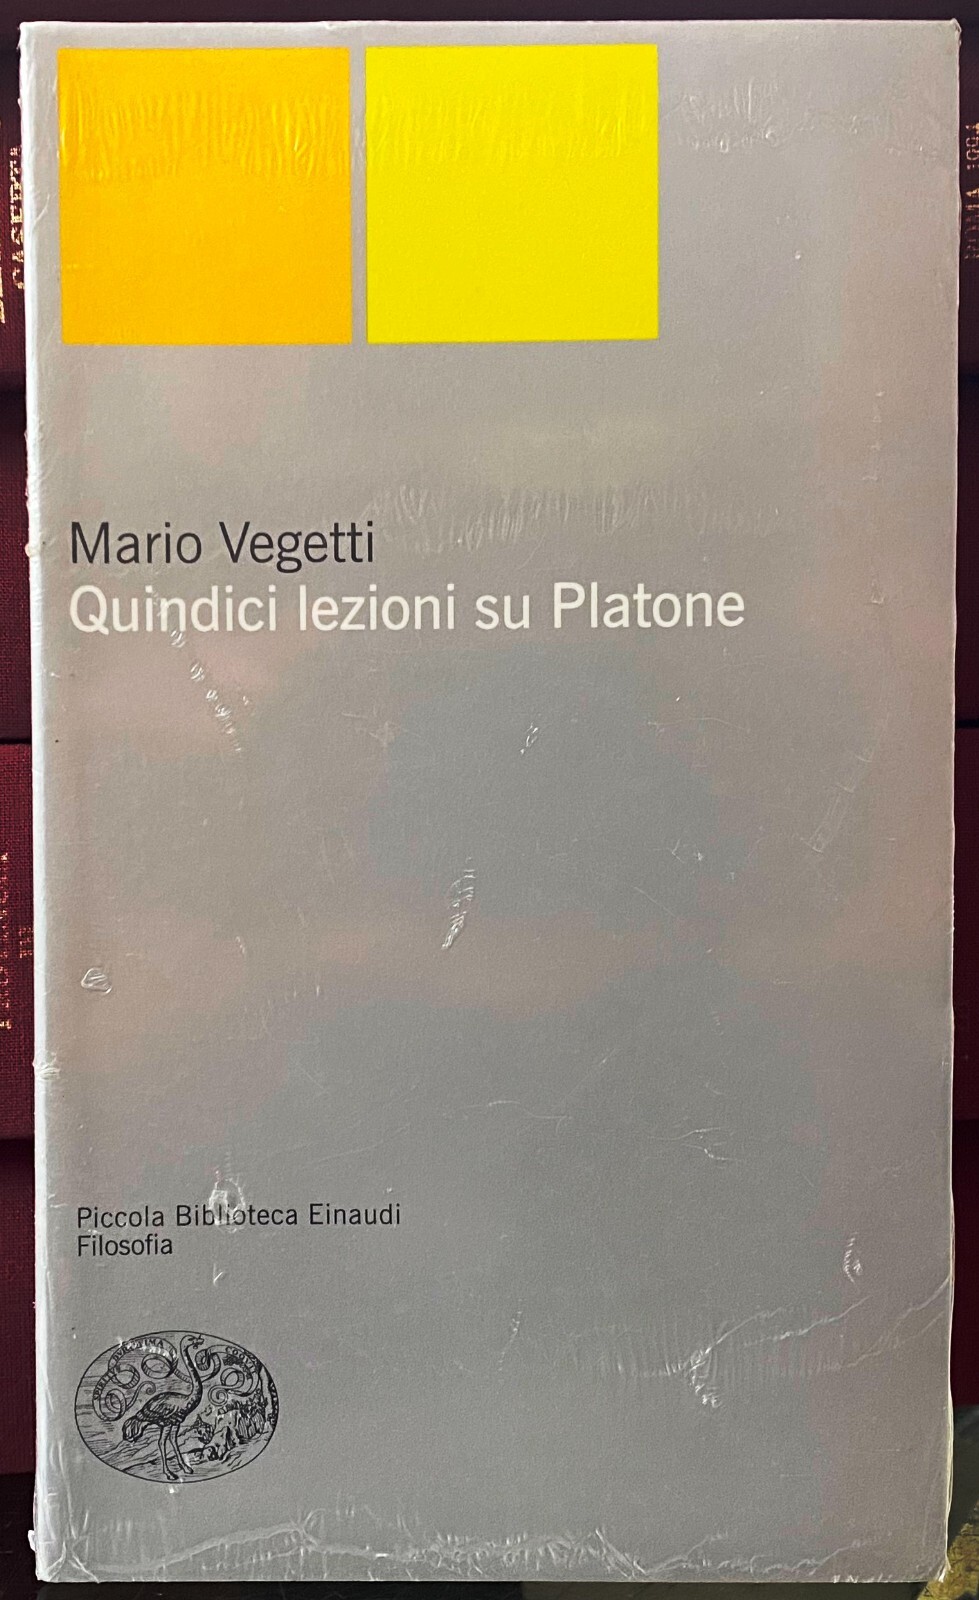 Mario Vegetti
Quindici lezioni su Platone
Piccola Biblioteca Einaudi
Filosofia